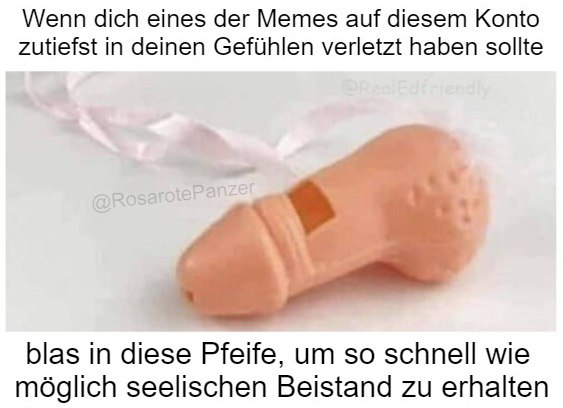 Wenn dich eines der Memes auf diesem Konto
zutiefst in deinen Gefühlen verletzt haben sollte
@RealEdfriendly
@RosarotePanzer
blas in diese Pfeife, um so schnell wie
möglich seelischen Beistand zu erhalten